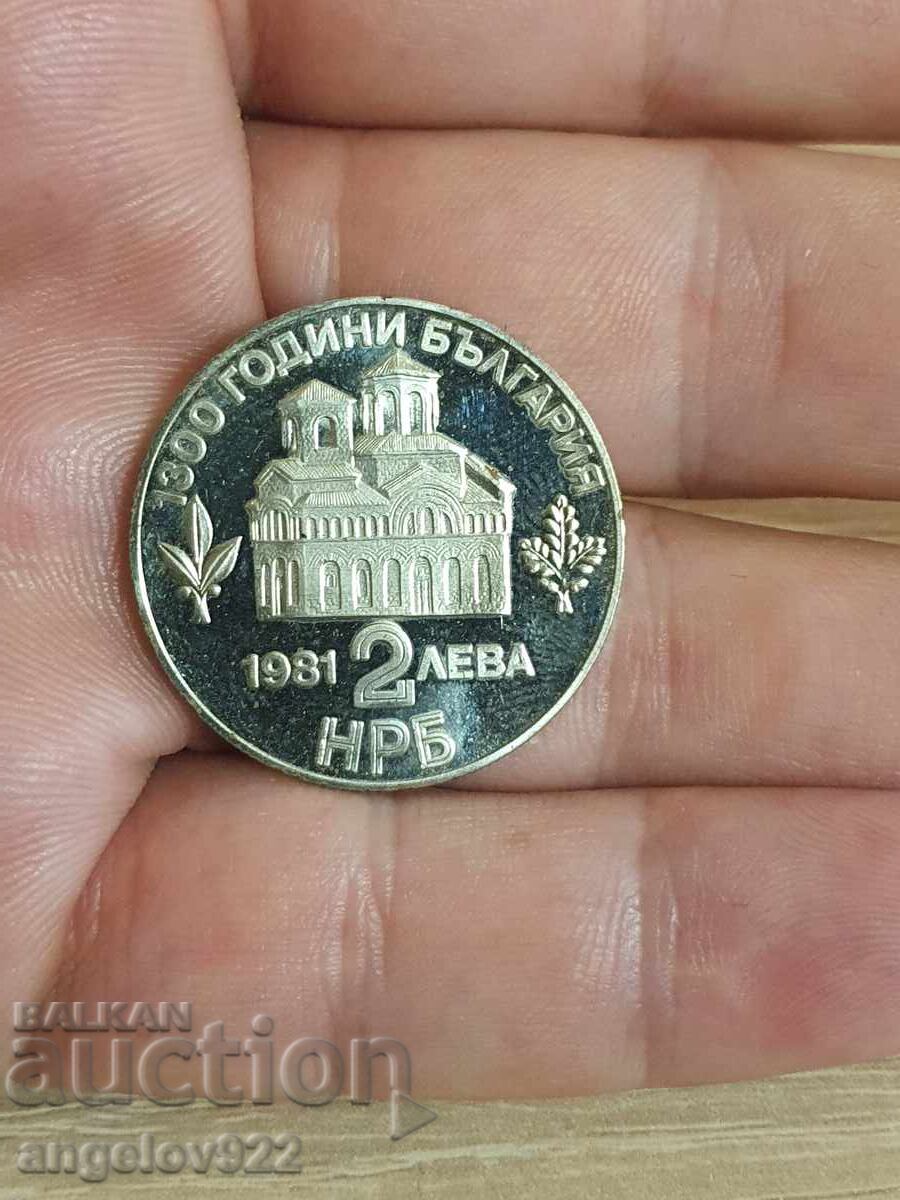 1300 ГОДИНИ БЪЛГАРИЯ
1981 2 ЛЕВА
НРБ
BALKAN
auction
angelov922